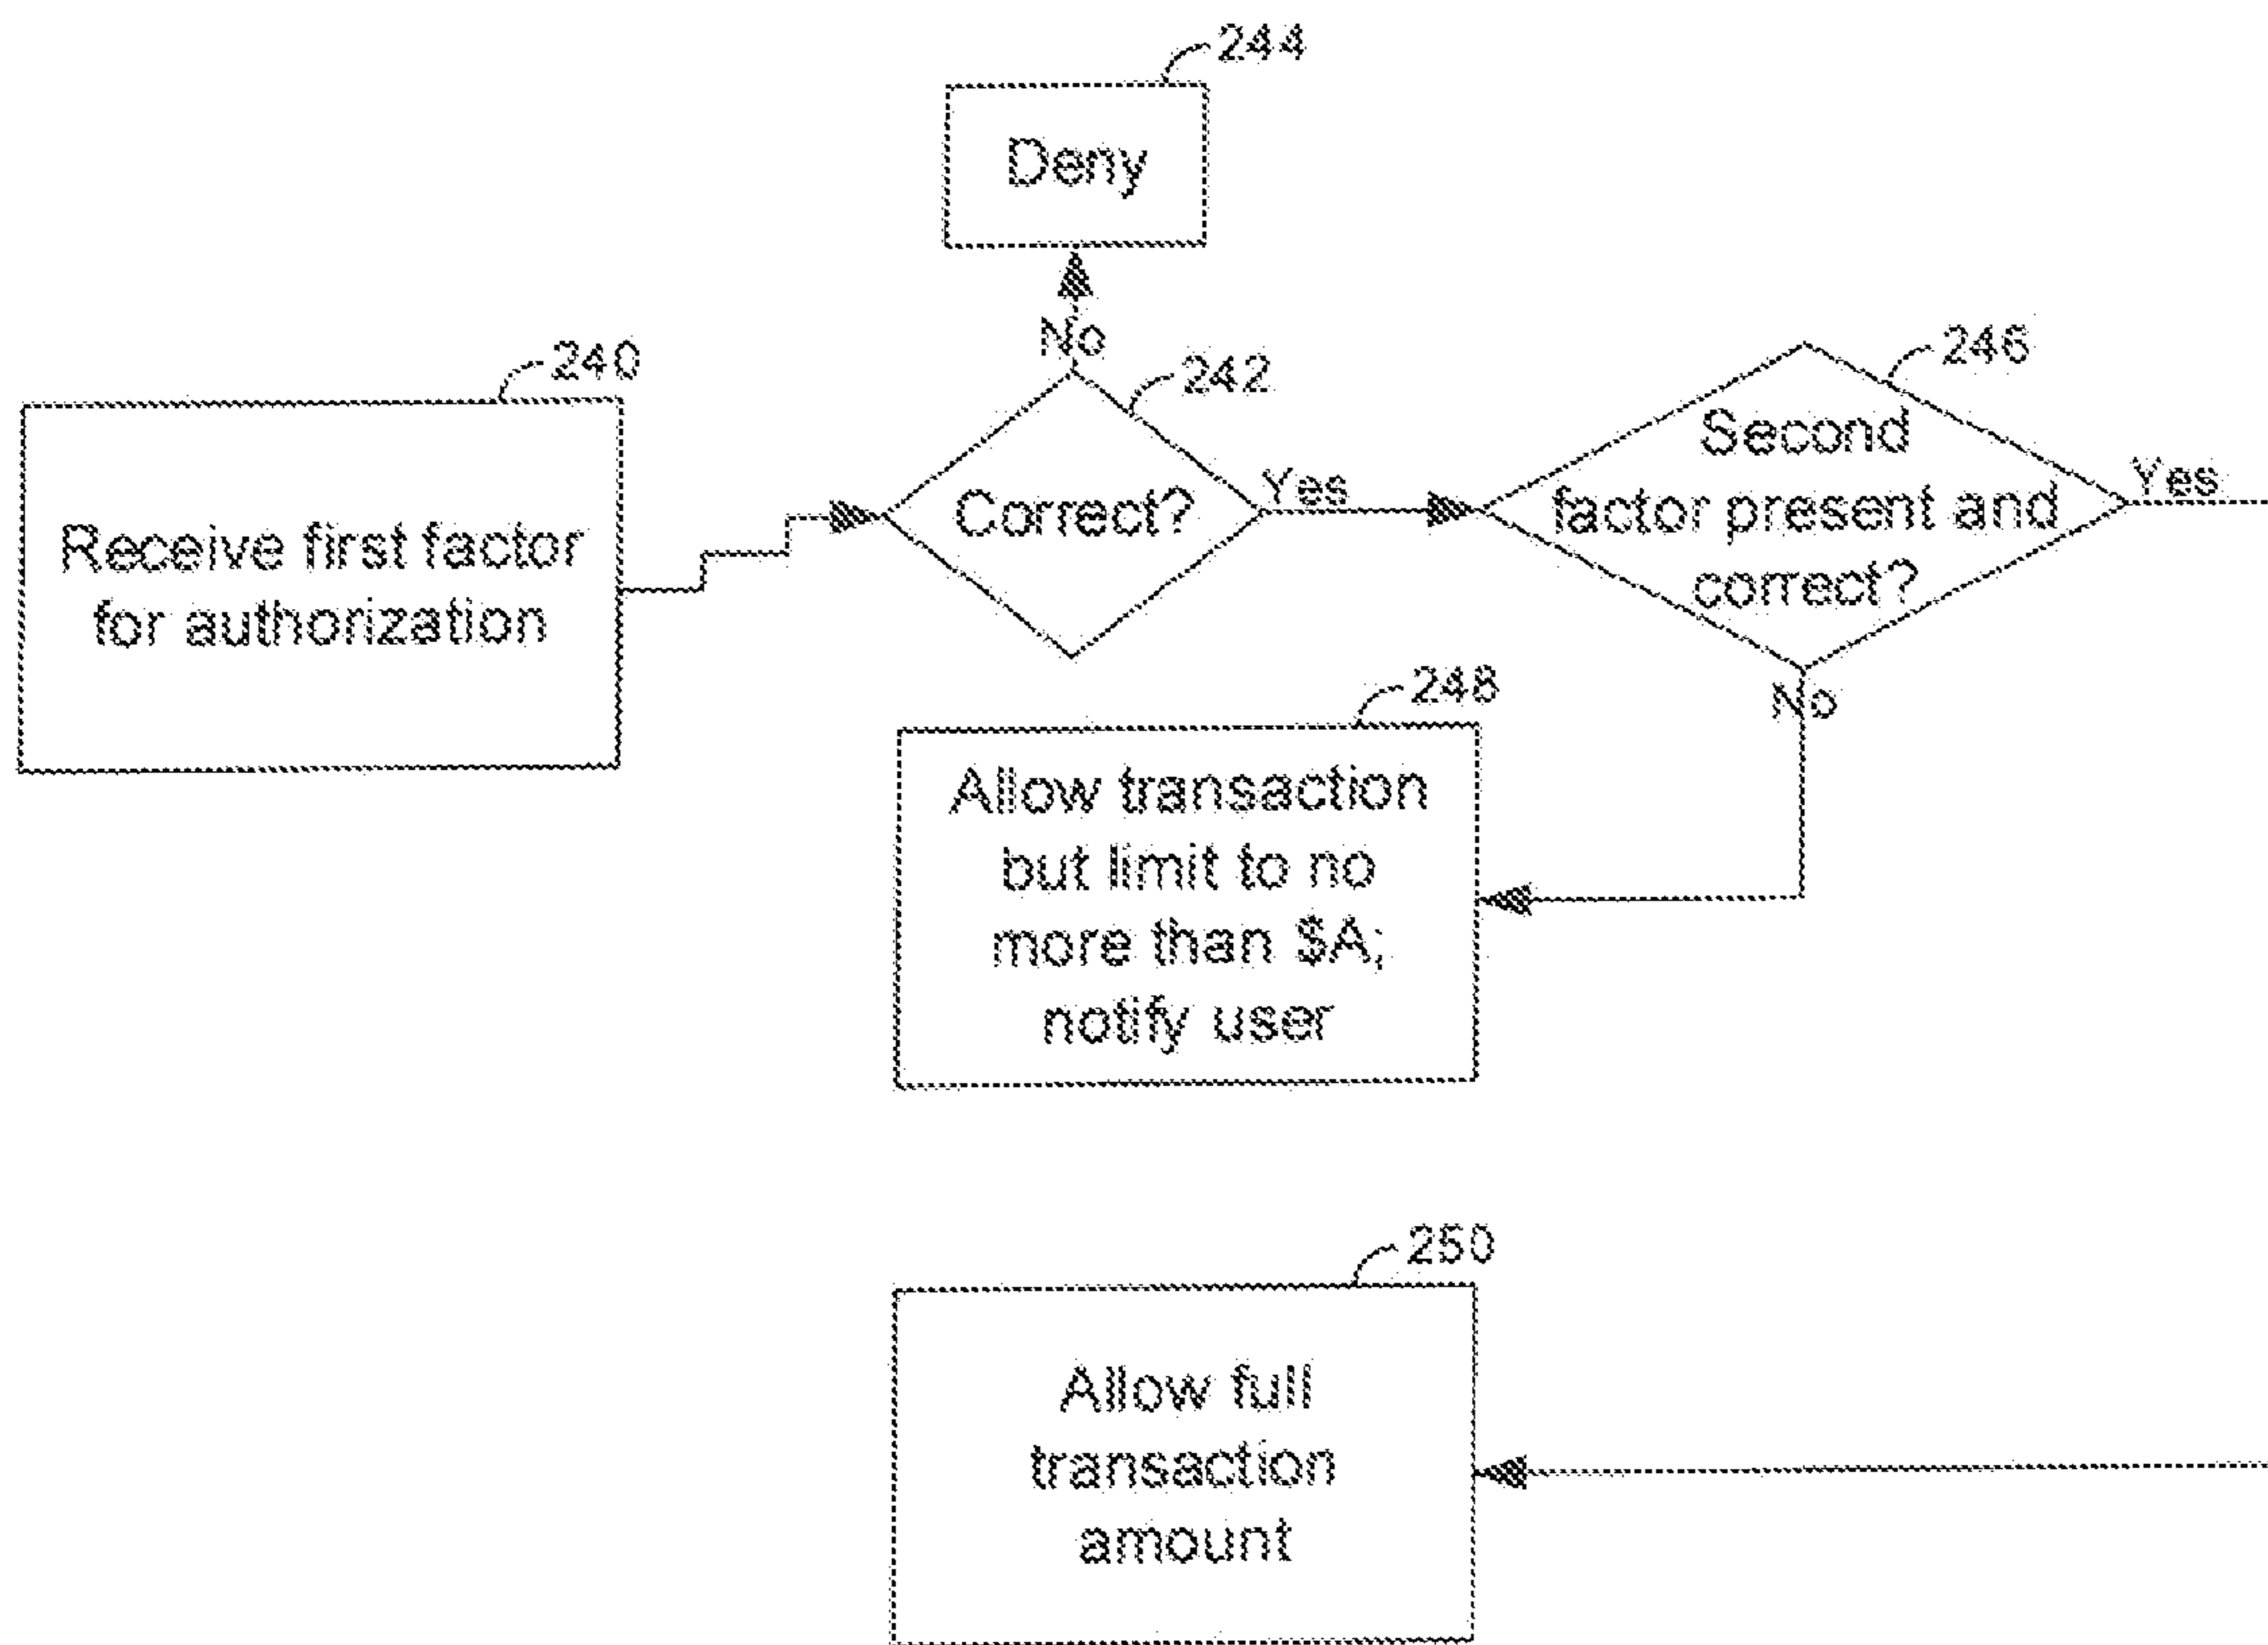 244
Deny
No
240
242
246
Receive first factor
for authorization
Correct?
Yes
Second
factor present and
correct?
Yes
No
248
Allow transaction
but limit to no
more than $A;
notify user
250
Allow full
transaction
amount